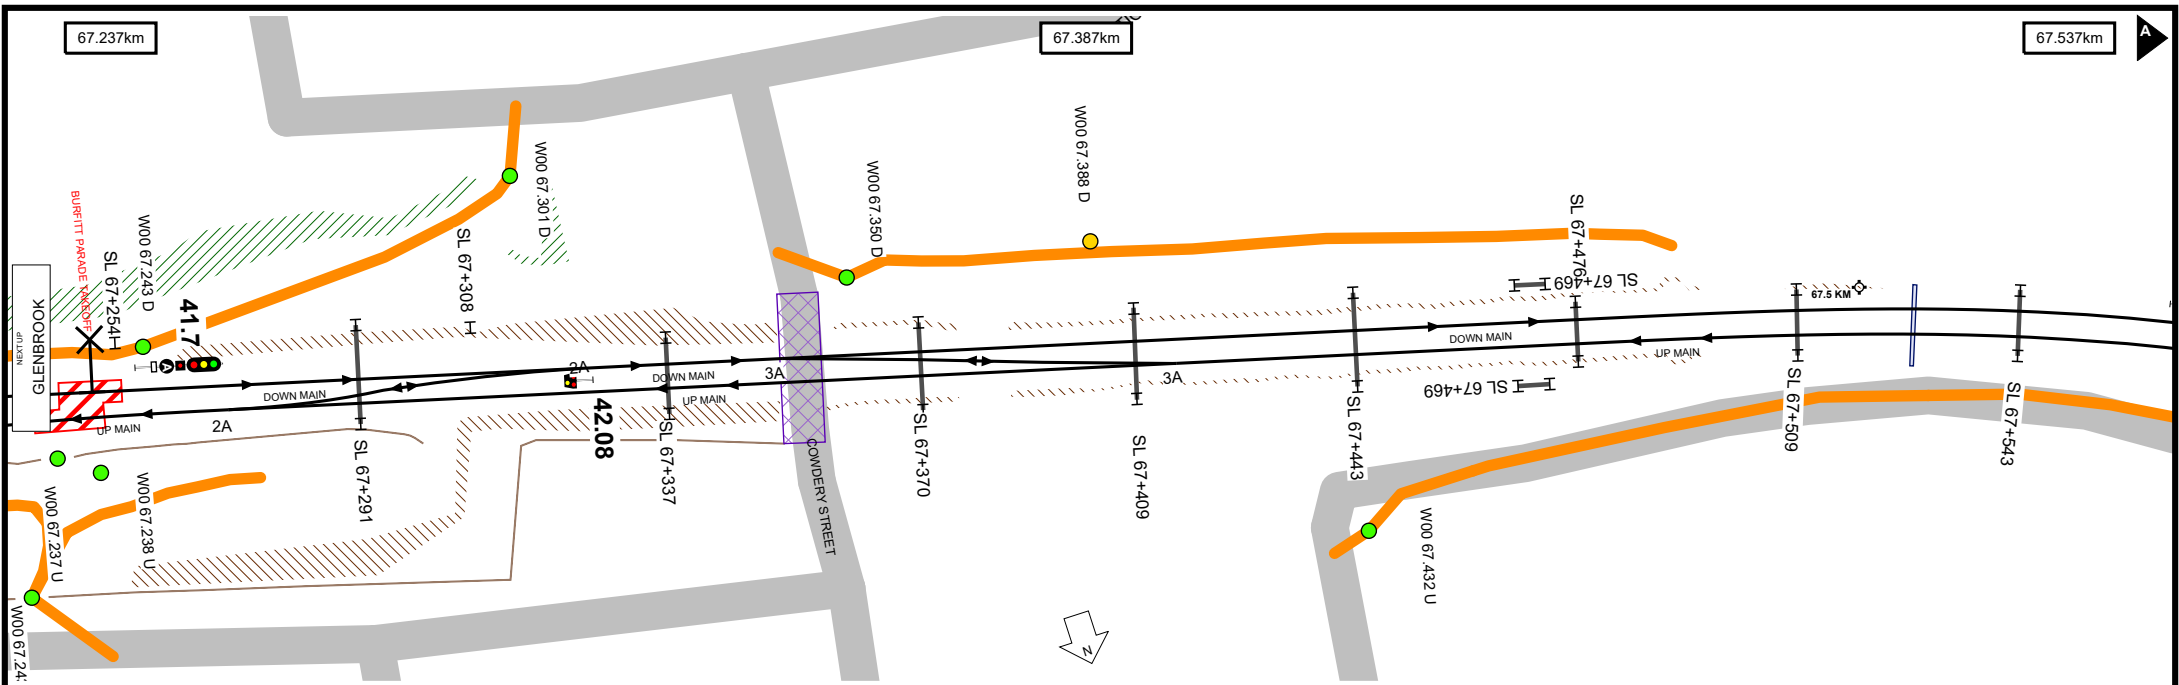 67.237km
67.387km
67.537km
A
W00 67.388 D
W00 67.301 D
W00 67.350 D
BURFITT PARADE TAKEOFF
SL 67+254
W00 67.243 D
SL 67+308
SL 67+476
SL 67+469
67.5 KM
NEXT UP
GLENBROOK
41.7
A
DOWN MAIN
2A
DOWN MAIN
3A
3A
DOWN MAIN
UP MAIN
UP MAIN
UP MAIN
2A
42.08
SL 67+469
SL 67+291
SL 67+337
SL 67+370
SL 67+409
SL 67+443
SL 67+509
SL 67+543
COWDERY STREET
W00 67.237 U
W00 67.238 U
W00 67.432 U
W00 67.24
N